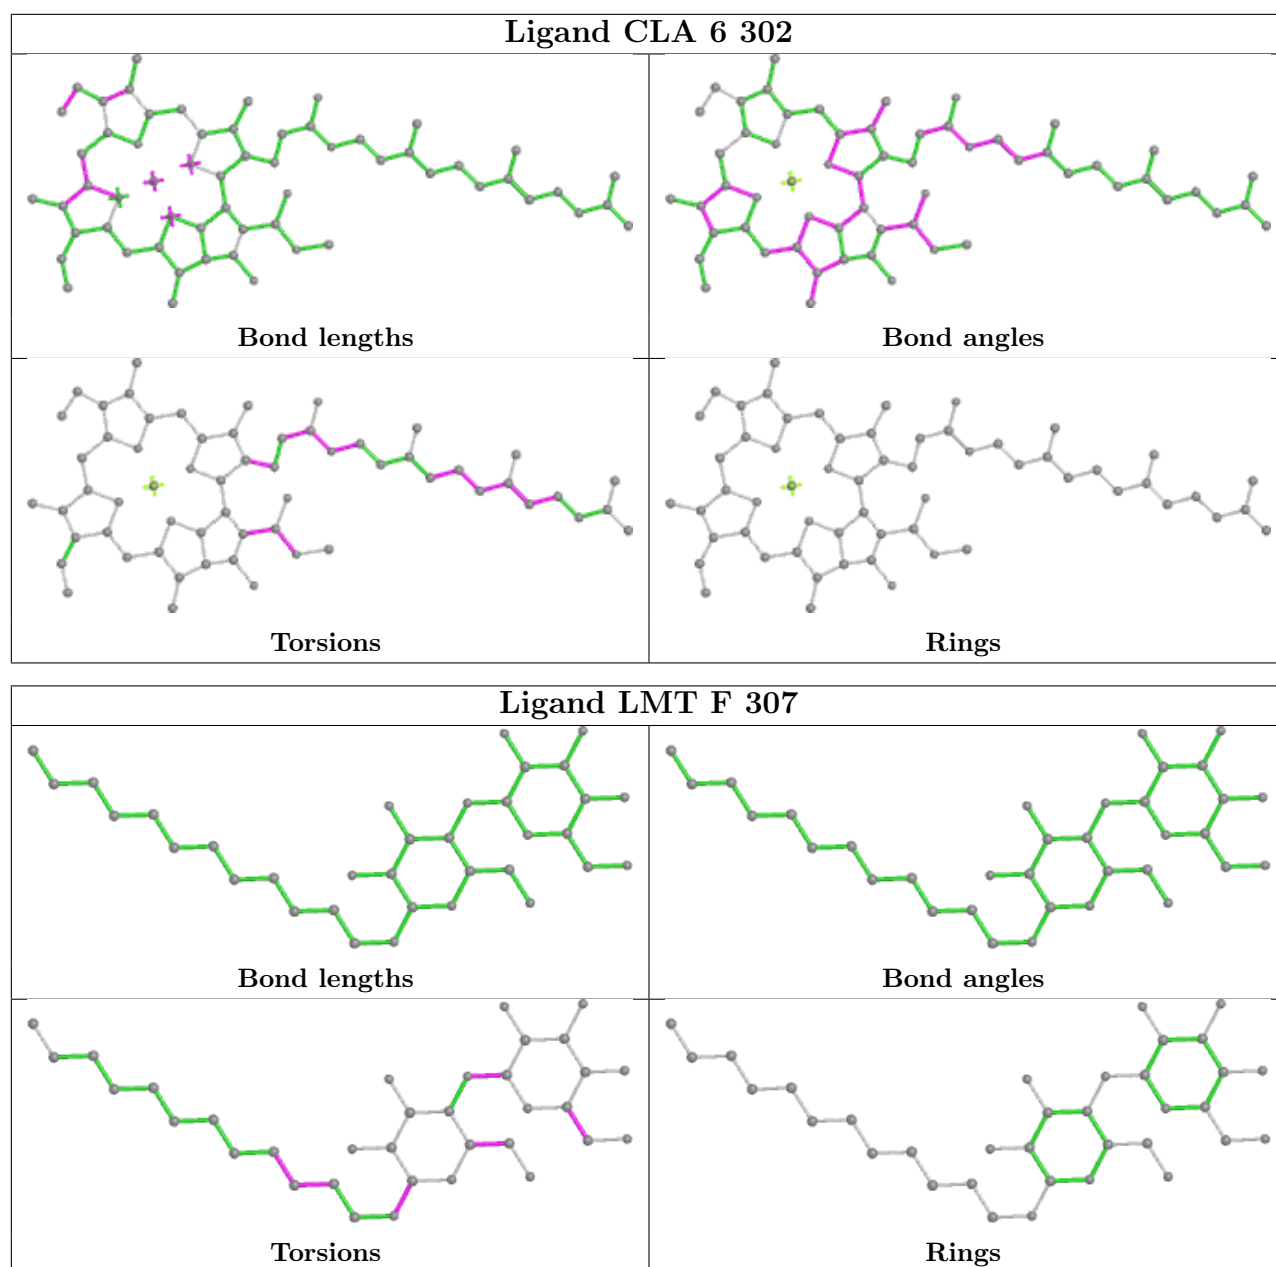 Ligand CLA 6 302
Bond lengths
Bond angles
Torsions
Rings
Ligand LMT F 307
Bond lengths
Bond angles
Torsions
Rings